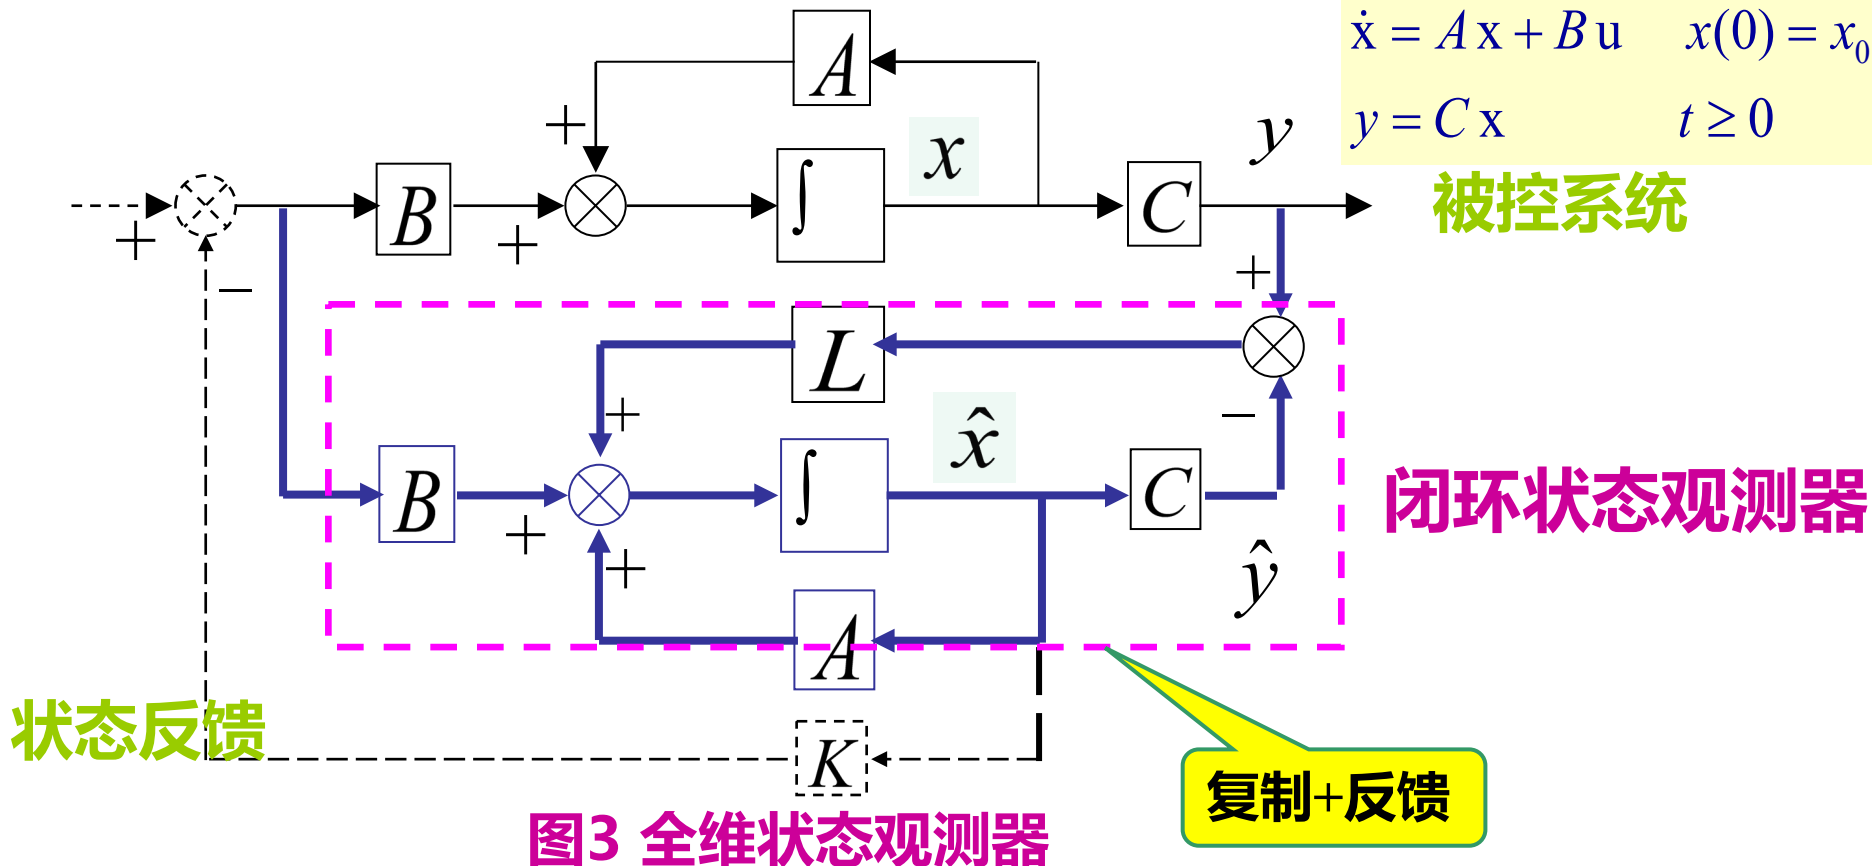 A
ẋ = Ax + Bu x(0) = x₀
y = Cx t ≥ 0
+
x
y
被控系统
B
∫
C
+
+
+
−
L
+
−
x̂
B
∫
C
闭环状态观测器
+
+
ŷ
A
状态反馈
K
复制+反馈
图3 全维状态观测器